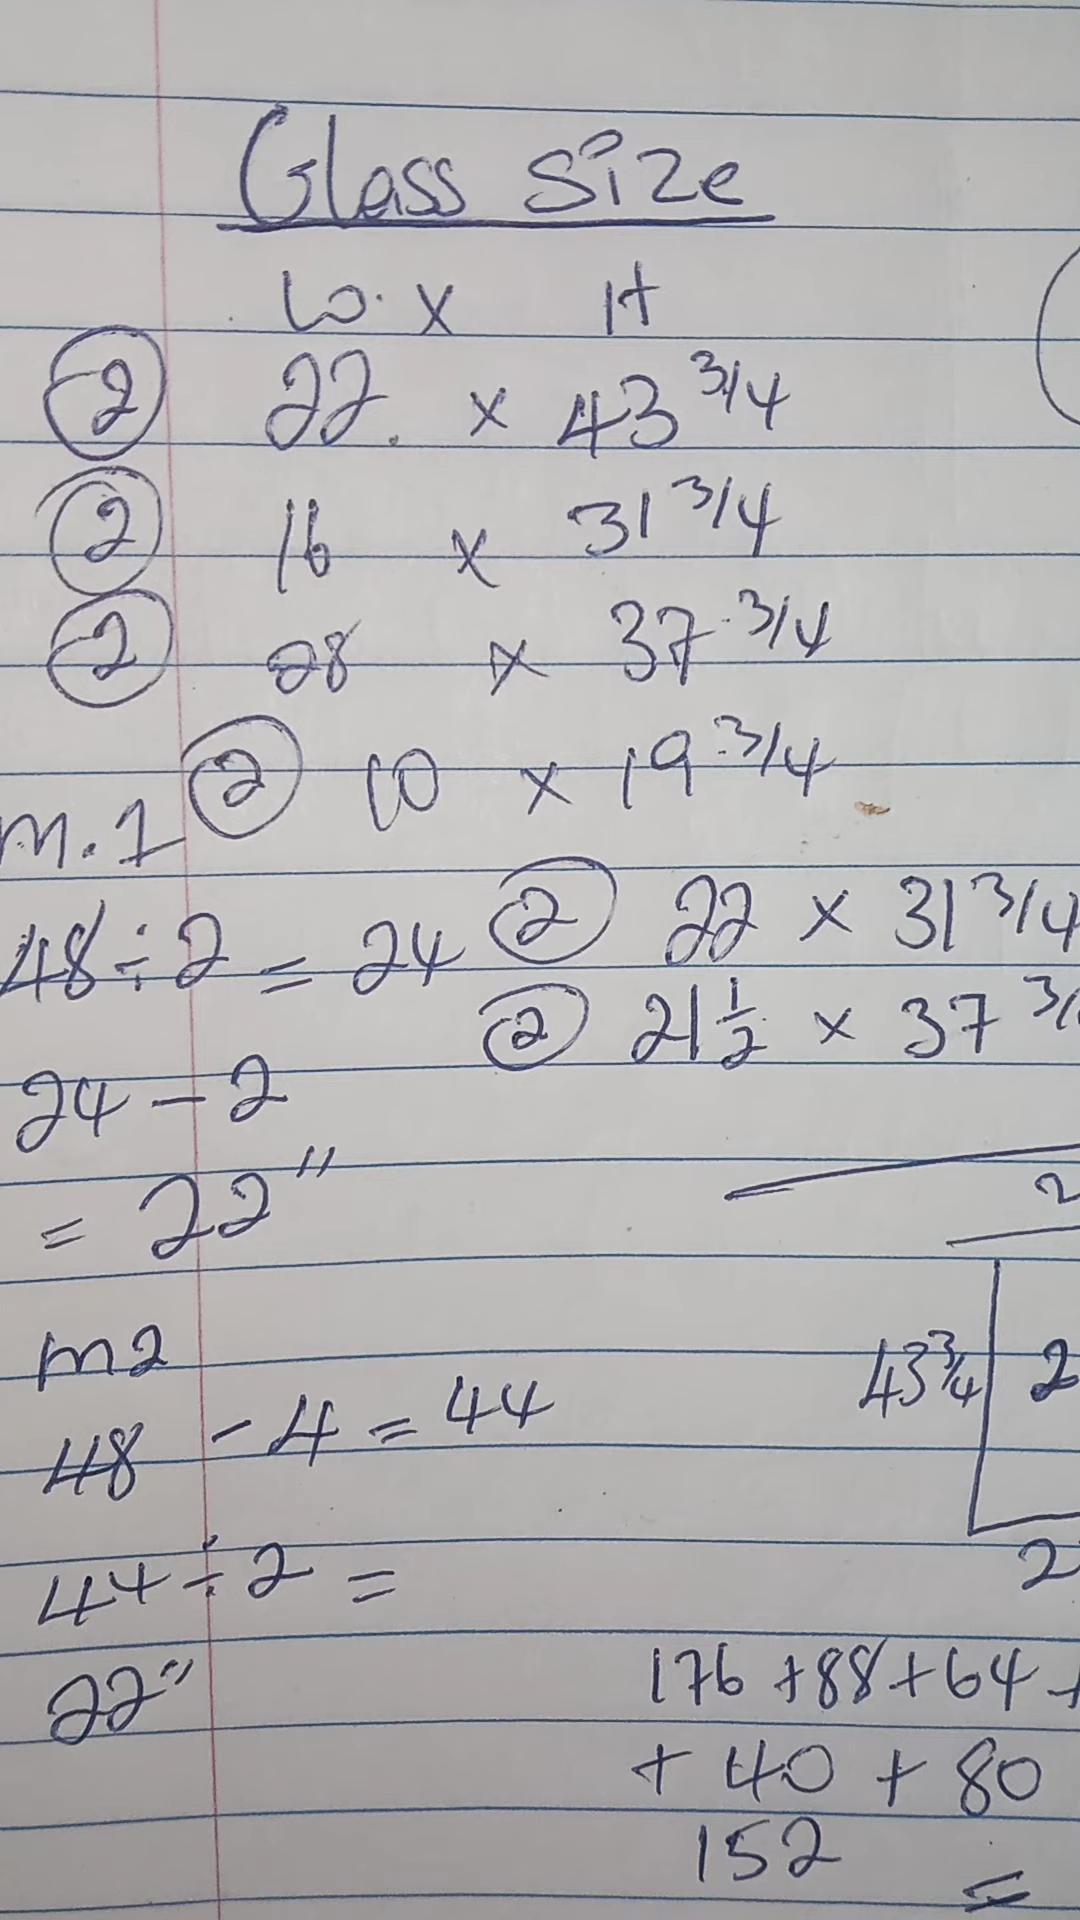 Glass size
W. x H
② 22. x 43 3/4
② 16 x 31 3/4
② 28 x 37 3/4
② 10 x 19 3/4
m.1
48 ÷ 2 = 24
② 22 x 31 3/4
② 21 1/2 x 37
24 - 2
= 22"
m2
48 - 4 = 44
44 ÷ 2 =
22"
43 3/4
2
2
2
176 + 88 + 64 +
+ 40 + 80
152 =